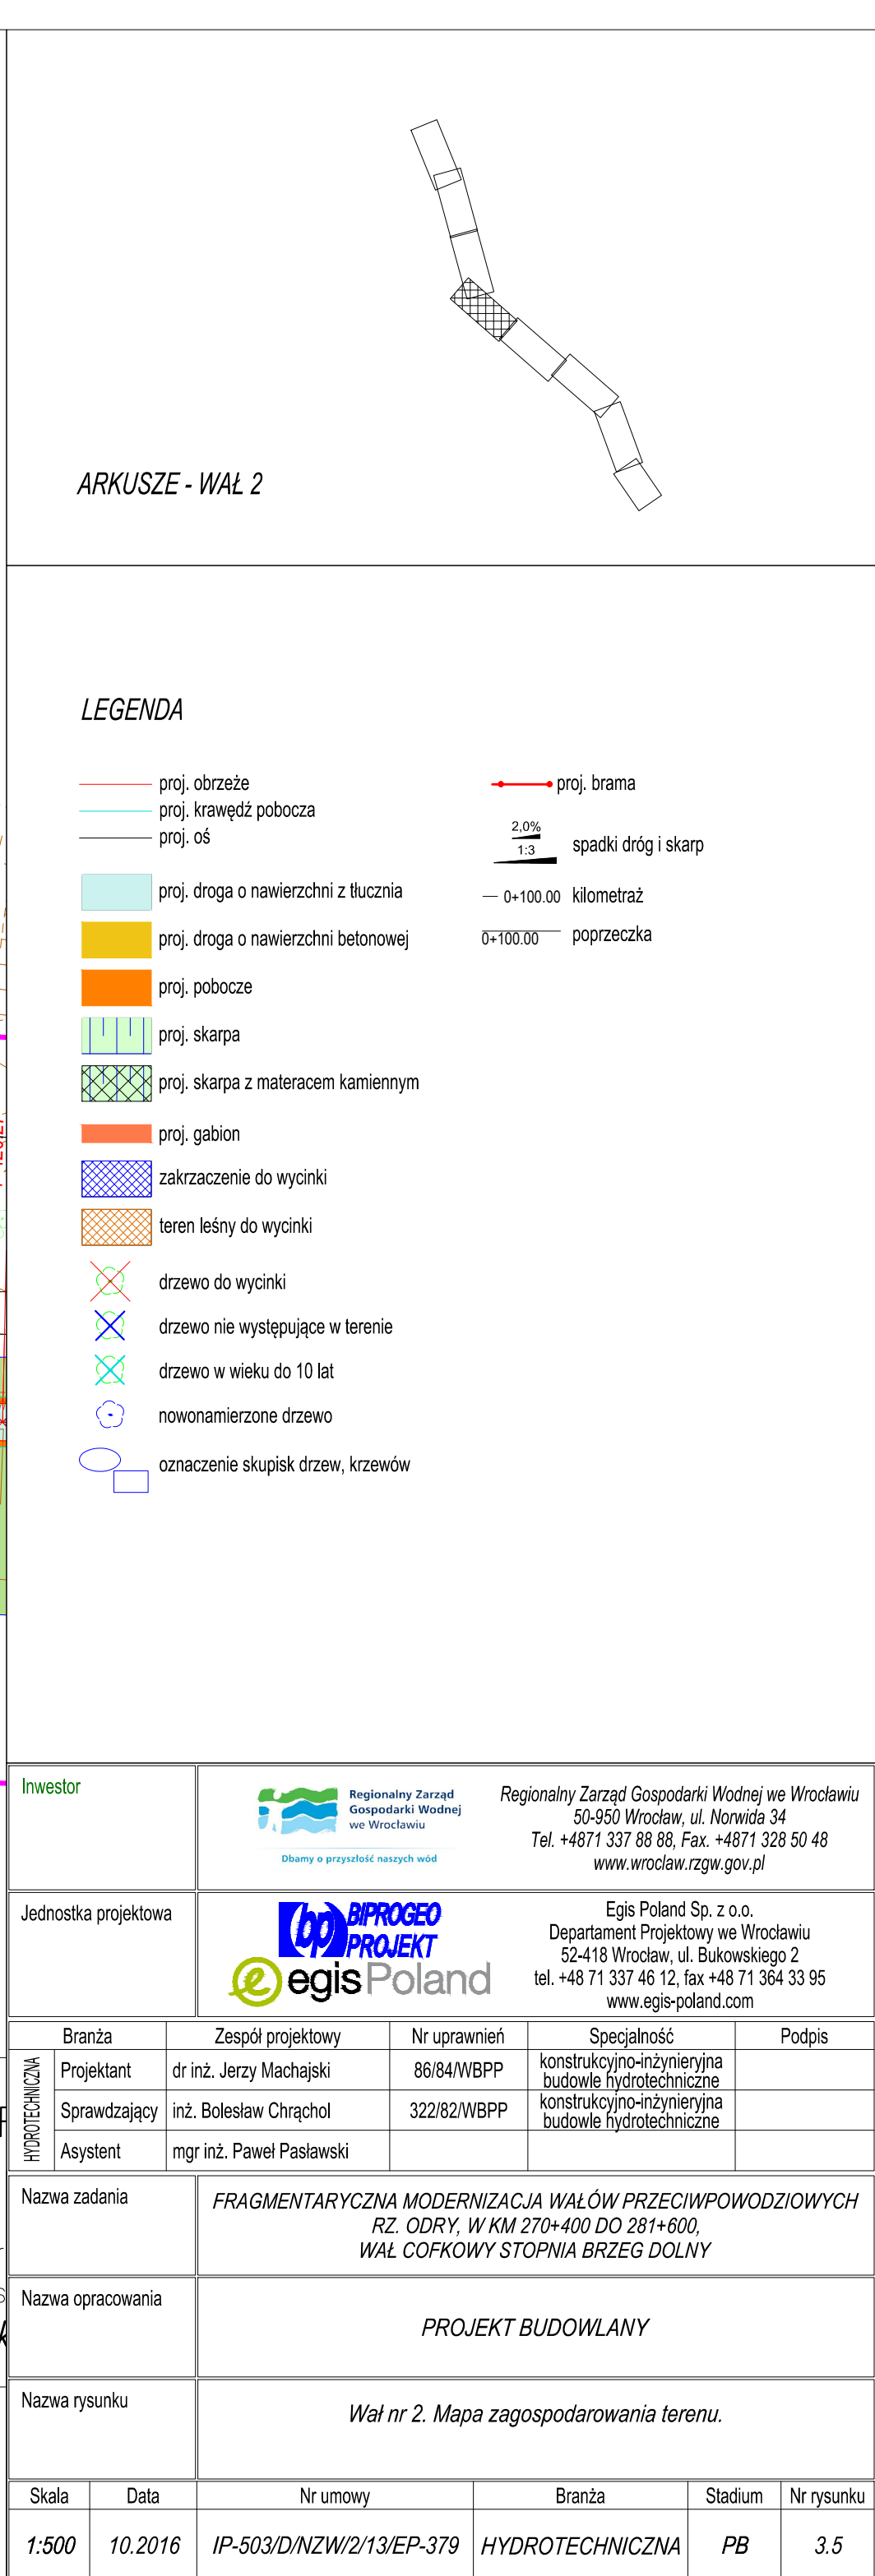 ARKUSZE - WAŁ 2
LEGENDA
proj. obrzeże
proj. krawędź pobocza
proj. oś
proj. droga o nawierzchni z tłucznia
proj. droga o nawierzchni betonowej
proj. pobocze
proj. skarpa
proj. skarpa z materacem kamiennym
proj. gabion
zakrzaczenie do wycinki
teren leśny do wycinki
drzewo do wycinki
drzewo nie występujące w terenie
drzewo w wieku do 10 lat
nowonamierzone drzewo
oznaczenie skupisk drzew, krzewów
proj. brama
2,0%
1:3
spadki dróg i skarp
0+100.00 kilometraż
0+100.00 poprzeczka
Inwestor
Regionalny Zarząd
Gospodarki Wodnej
we Wrocławiu
Dbamy o przyszłość naszych wód
Regionalny Zarząd Gospodarki Wodnej we Wrocławiu
50-950 Wrocław, ul. Norwida 34
Tel. +4871 337 88 88, Fax. +4871 328 50 48
www.wroclaw.rzgw.gov.pl
Jednostka projektowa
bp BIPROGEO
PROJEKT
e egis Poland
Egis Poland Sp. z o.o.
Departament Projektowy we Wrocławiu
52-418 Wrocław, ul. Bukowskiego 2
tel. +48 71 337 46 12, fax +48 71 364 33 95
www.egis-poland.com
Branża Zespół projektowy Nr uprawnień Specjalność Podpis
HYDROTECHNICZNA
Projektant dr inż. Jerzy Machajski 86/84/WBPP konstrukcyjno-inżynieryjna
budowle hydrotechniczne
Sprawdzający inż. Bolesław Chrąchol 322/82/WBPP konstrukcyjno-inżynieryjna
budowle hydrotechniczne
Asystent mgr inż. Paweł Pasławski
Nazwa zadania
FRAGMENTARYCZNA MODERNIZACJA WAŁÓW PRZECIWPOWODZIOWYCH
RZ. ODRY, W KM 270+400 DO 281+600,
WAŁ COFKOWY STOPNIA BRZEG DOLNY
Nazwa opracowania
PROJEKT BUDOWLANY
Nazwa rysunku
Wał nr 2. Mapa zagospodarowania terenu.
Skala Data Nr umowy Branża Stadium Nr rysunku
1:500 10.2016 IP-503/D/NZW/2/13/EP-379 HYDROTECHNICZNA PB 3.5